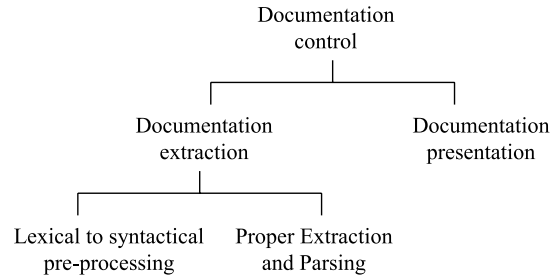 Documentation
control
Documentation
extraction
Documentation
presentation
Lexical to syntactical
pre-processing
Proper Extraction
and Parsing